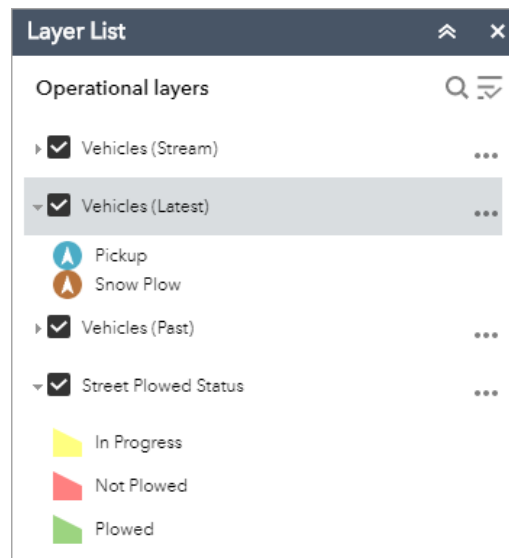 Layer List
Operational layers
Vehicles (Stream)
Vehicles (Latest)
Pickup
Snow Plow
Vehicles (Past)
Street Plowed Status
In Progress
Not Plowed
Plowed